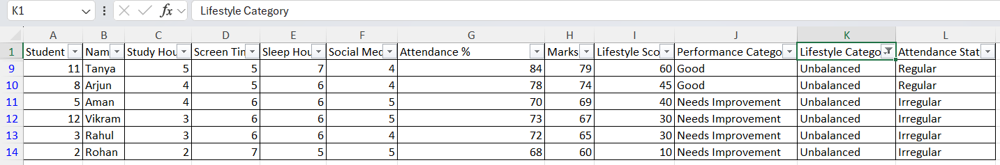 K1 fx Lifestyle Category
A B C D E F G H I J K L
1 Student Nam Study Hou Screen Tin Sleep Hou Social Med Attendance % Marks Lifestyle Sco Performance Catego Lifestyle Catego Attendance Stat
9 11 Tanya 5 5 7 4 84 79 60 Good Unbalanced Regular
10 8 Arjun 4 5 6 4 78 74 45 Good Unbalanced Regular
11 5 Aman 4 6 6 5 70 69 40 Needs Improvement Unbalanced Irregular
12 12 Vikram 3 6 6 5 73 67 30 Needs Improvement Unbalanced Irregular
13 3 Rahul 3 6 6 4 72 65 30 Needs Improvement Unbalanced Irregular
14 2 Rohan 2 7 5 5 68 60 10 Needs Improvement Unbalanced Irregular